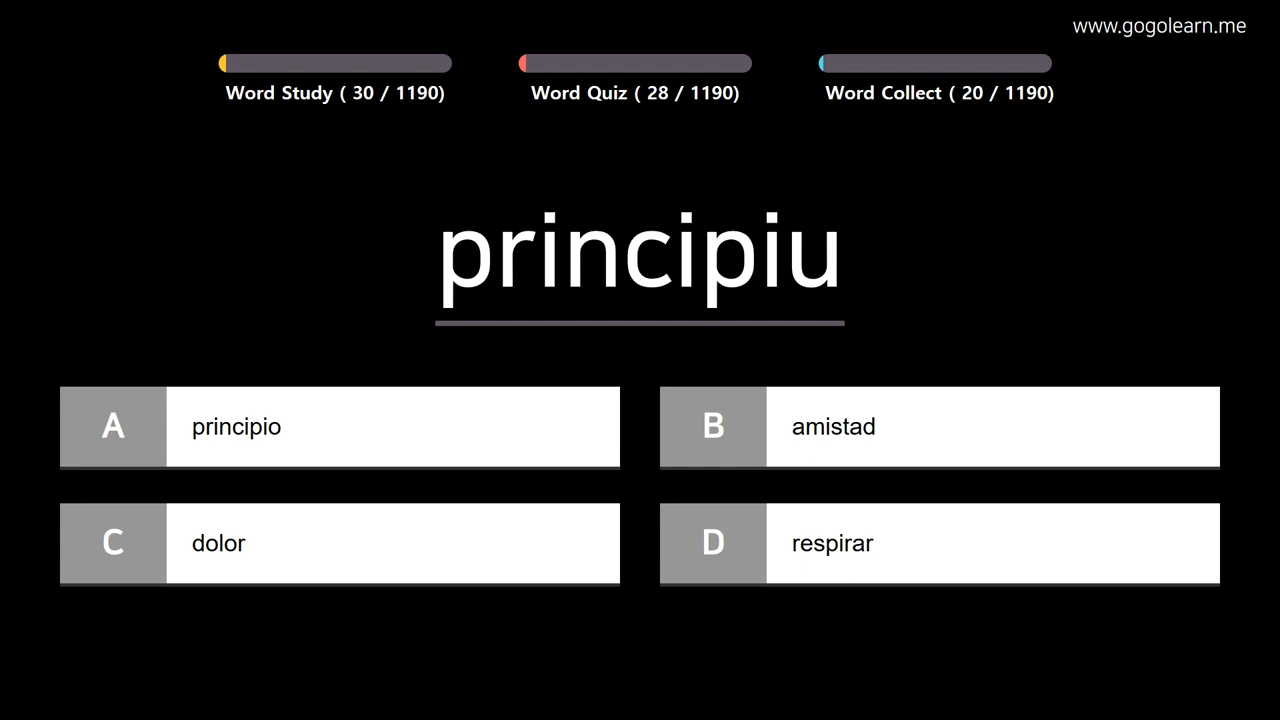 www.gogolearn.me
Word Study ( 30 / 1190)
Word Quiz ( 28 / 1190)
Word Collect ( 20 / 1190)
principiu
A principio
B amistad
C dolor
D respirar